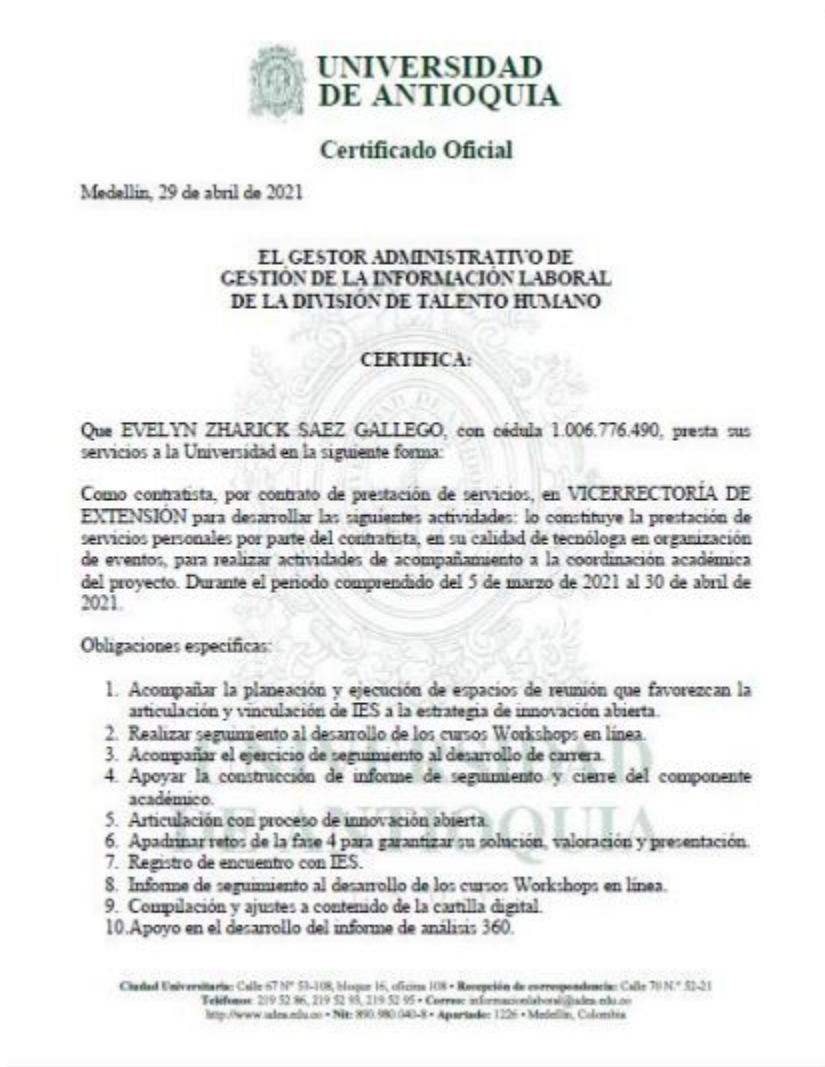 UNIVERSIDAD
DE ANTIOQUIA
Certificado Oficial
Medellín, 29 de abril de 2021
EL GESTOR ADMINISTRATIVO DE
GESTIÓN DE LA INFORMACIÓN LABORAL
DE LA DIVISIÓN DE TALENTO HUMANO
CERTIFICA:
Que EVELYN ZHARICK SAEZ GALLEGO, con cédula 1.006.776.490, presta sus
servicios a la Universidad en la siguiente forma:
Como contratista, por contrato de prestación de servicios, en VICERRECTORÍA DE
EXTENSIÓN para desarrollar las siguientes actividades: lo constituye la prestación de
servicios personales por parte del contratista, en su calidad de tecnóloga en organización
de eventos, para realizar actividades de acompañamiento a la coordinación académica
del proyecto. Durante el periodo comprendido del 5 de marzo de 2021 al 30 de abril de
2021.
Obligaciones específicas:
1. Acompañar la planeación y ejecución de espacios de reunión que favorezcan la
articulación y vinculación de IES a la estrategia de innovación abierta.
2. Realizar seguimiento al desarrollo de los cursos Workshops en línea.
3. Acompañar el ejercicio de seguimiento al desarrollo de carrera.
4. Apoyar la construcción de informe de seguimiento y cierre del componente
académico.
5. Articulación con proceso de innovación abierta.
6. Apadrinar retos de la fase 4 para garantizar su solución, valoración y presentación.
7. Registro de encuentro con IES.
8. Informe de seguimiento al desarrollo de los cursos Workshops en línea.
9. Compilación y ajustes a contenido de la cartilla digital.
10.Apoyo en el desarrollo del informe de análisis 360.
UNIVERSIDAD
DE ANTIOQUIA
Ciudad Universitaria: Calle 67 N° 53-108, bloque 16, oficina 108 • Recepción de correspondencia: Calle 70 N.° 52-21
Teléfonos: 219 52 86, 219 52 93, 219 52 95 • Correo: informacionlaboral@udea.edu.co
http://www.udea.edu.co • Nit: 890.980.040-8 • Apartado: 1226 • Medellín, Colombia